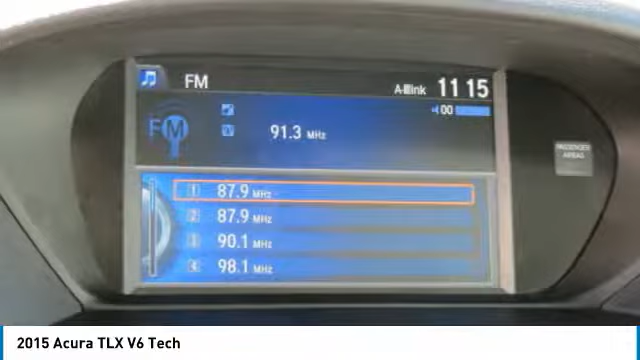 FM
11 15
00
FM
91.3 MHz
PASSENGER
AIRBAG
1 87.9 MHz
2 87.9 MHz
3 90.1 MHz
4 98.1 MHz
2015 Acura TLX V6 Tech